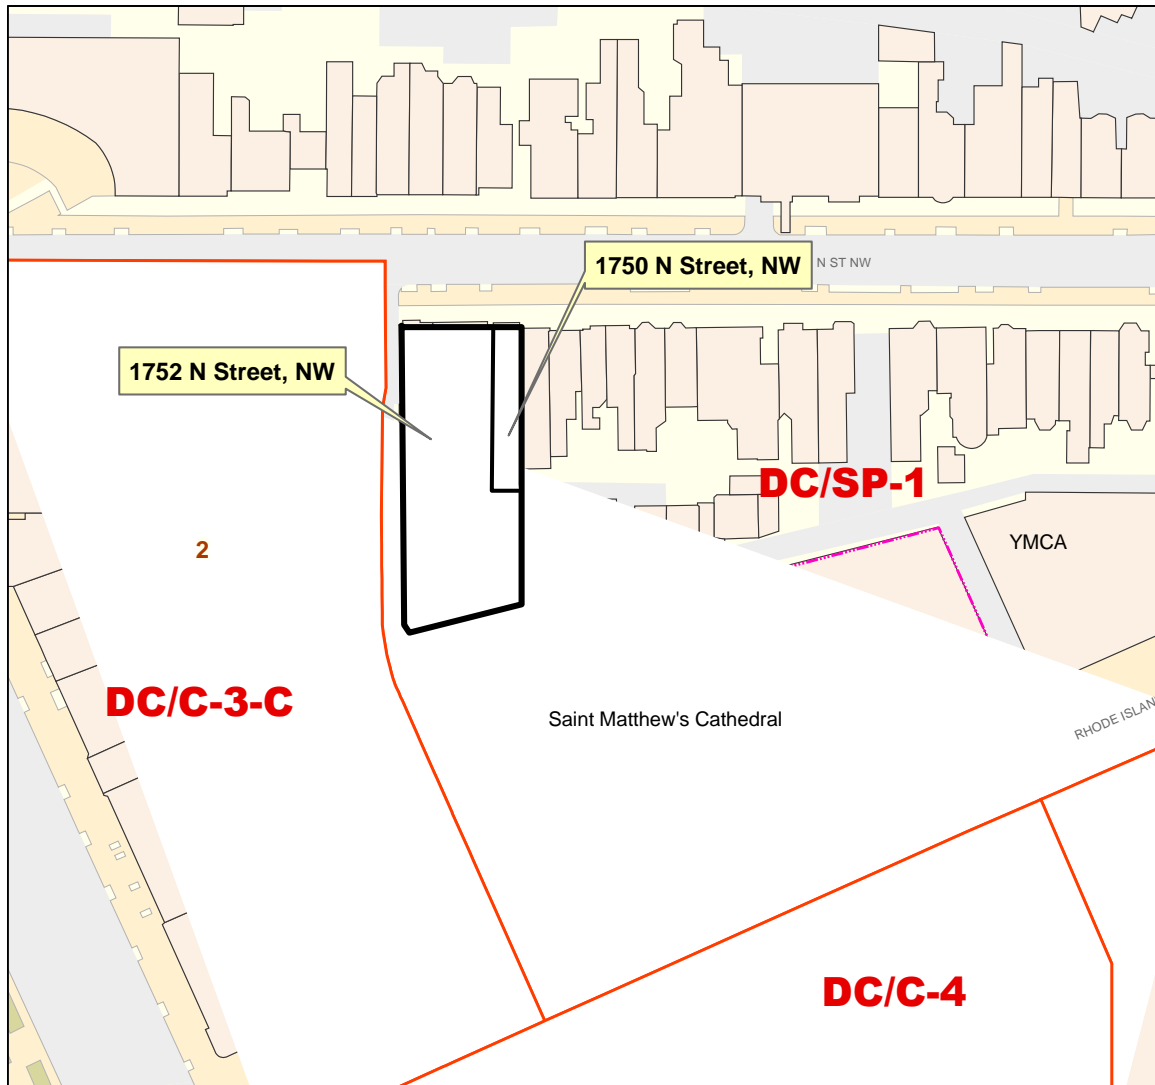 1750 N Street, NW
N ST NW
1752 N Street, NW
DC/SP-1
YMCA
2
DC/C-3-C
Saint Matthew's Cathedral
RHODE ISLAN
DC/C-4